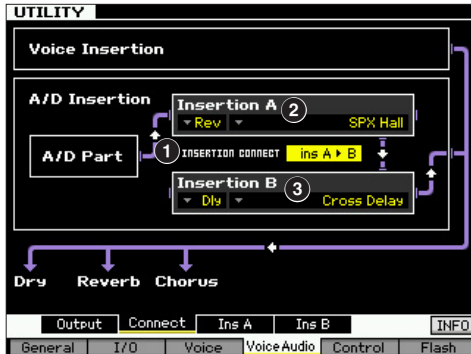 UTILITY
Voice Insertion
A/D Insertion
Insertion A
2
Rev
SPX Hall
A/D Part
1
INSERTION CONNECT
ins A▸B
Insertion B
3
Dly
Cross Delay
Dry Reverb Chorus
Output Connect Ins A Ins B INFO
General I/O Voice Voice Audio Control Flash